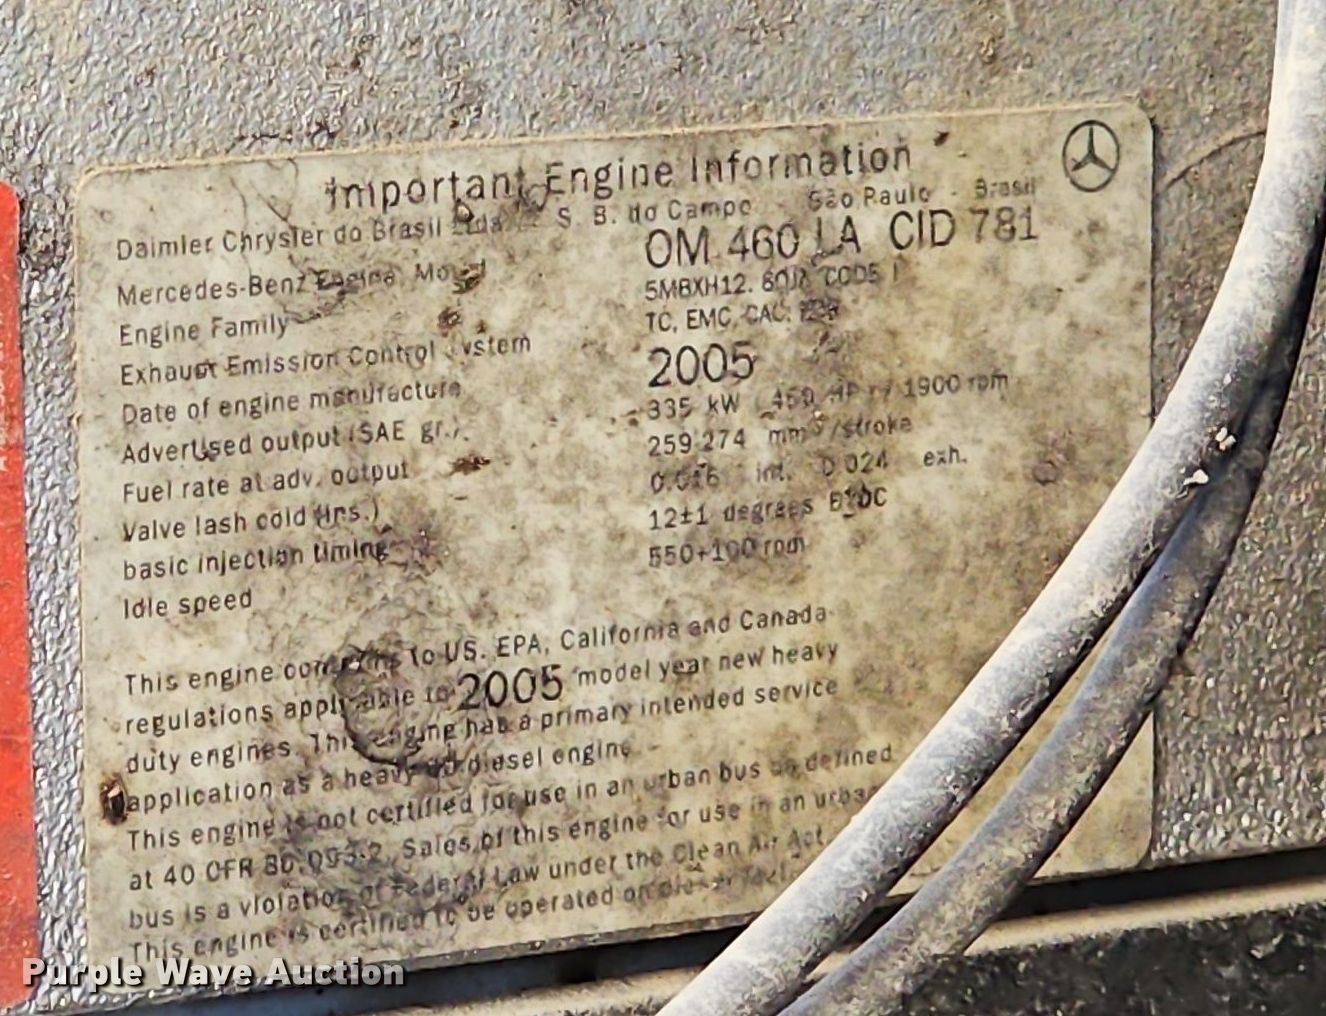 Important Engine Information
Daimler Chrysler do Brasil Ltda S. B. do Campo - São Paulo - Brasil
Mercedes-Benz Engine Model OM 460 LA CID 781
Engine Family 5MBXH12.
Exhaust Emission Control System TC, EMC, CAC,
Date of engine manufacture 2005
Advertised output (SAE gr.) 335 kW 450 HP 1900 rpm
Fuel rate at adv. output 259-274 mm³/stroke
Valve lash cold (Ins.) 0.016 int. 0.024 exh.
basic injection timing 12±1 degrees BTDC
Idle speed 550+100 rpm
This engine conforms to US. EPA, California and Canada
regulations applicable to 2005 model year new heavy
duty engines. This engine has a primary intended service
application as a heavy diesel engine
This engine is not certified for use in an urban bus as defined
at 40 CFR Sales of this engine for use in an urban
bus is a violation of Federal Law under the Clean Air Act.
This engine is certified to be operated on diesel fuel.
Purple Wave Auction